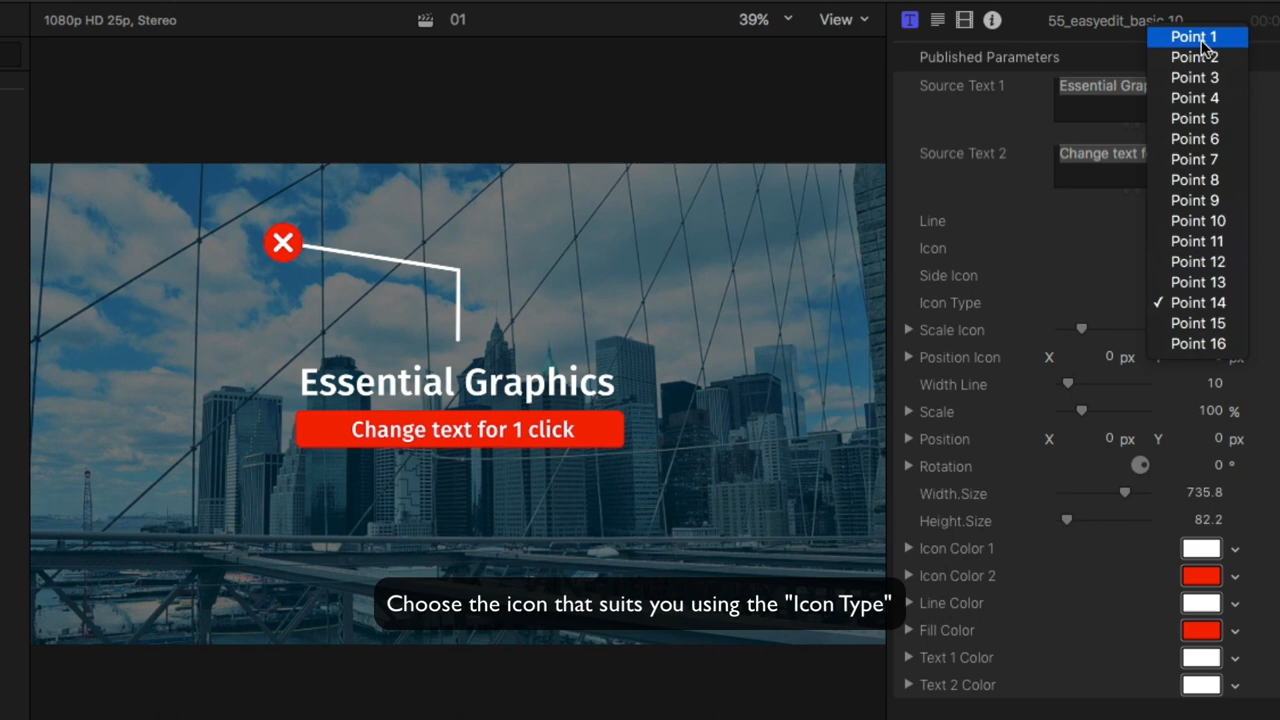 1080p HD 25p, Stereo
01
39%
View
55_easyedit_basic 10
00:0
Published Parameters
Source Text 1
Essential Grap
Source Text 2
Change text f
Line
Icon
Side Icon
Icon Type
Scale Icon
Position Icon X 0 px
Width Line 10
Scale 100 %
Position X 0 px Y 0 px
Rotation 0 °
Width.Size 735.8
Height.Size 82.2
Icon Color 1
Icon Color 2
Line Color
Fill Color
Text 1 Color
Text 2 Color
Point 1
Point 2
Point 3
Point 4
Point 5
Point 6
Point 7
Point 8
Point 9
Point 10
Point 11
Point 12
Point 13
✓ Point 14
Point 15
Point 16
Essential Graphics
Change text for 1 click
Choose the icon that suits you using the "Icon Type"